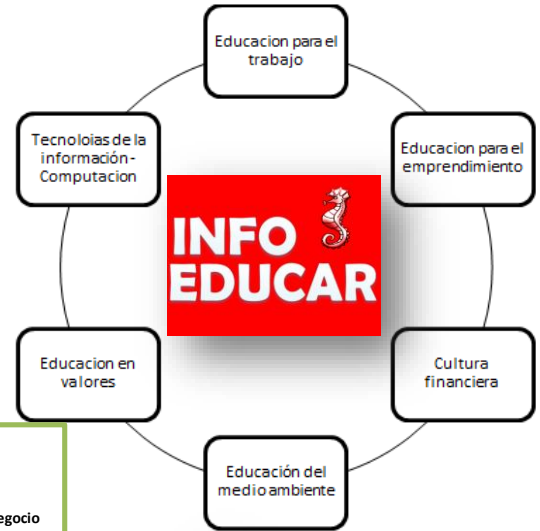 Educacion para el
trabajo
Tecnoloias de la
información -
Computacion
Educacion para el
emprendimiento
INFO
EDUCAR
Educacion en
valores
Cultura
financiera
Educación del
medio ambiente